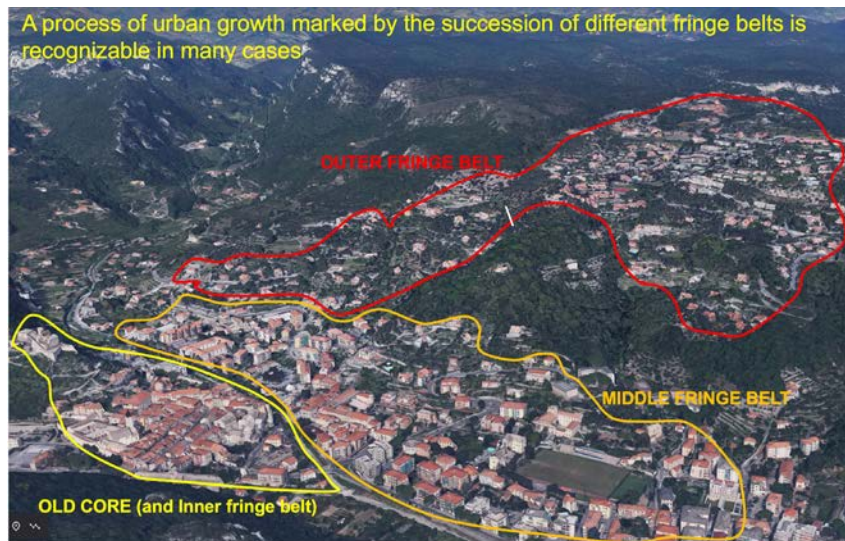 A process of urban growth marked by the succession of different fringe belts is
recognizable in many cases
OUTER FRINGE BELT
MIDDLE FRINGE BELT
OLD CORE (and Inner fringe belt)